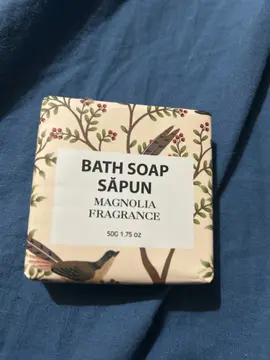 BATH SOAP
SĂPUN
MAGNOLIA
FRAGRANCE
50G 1.75 oz